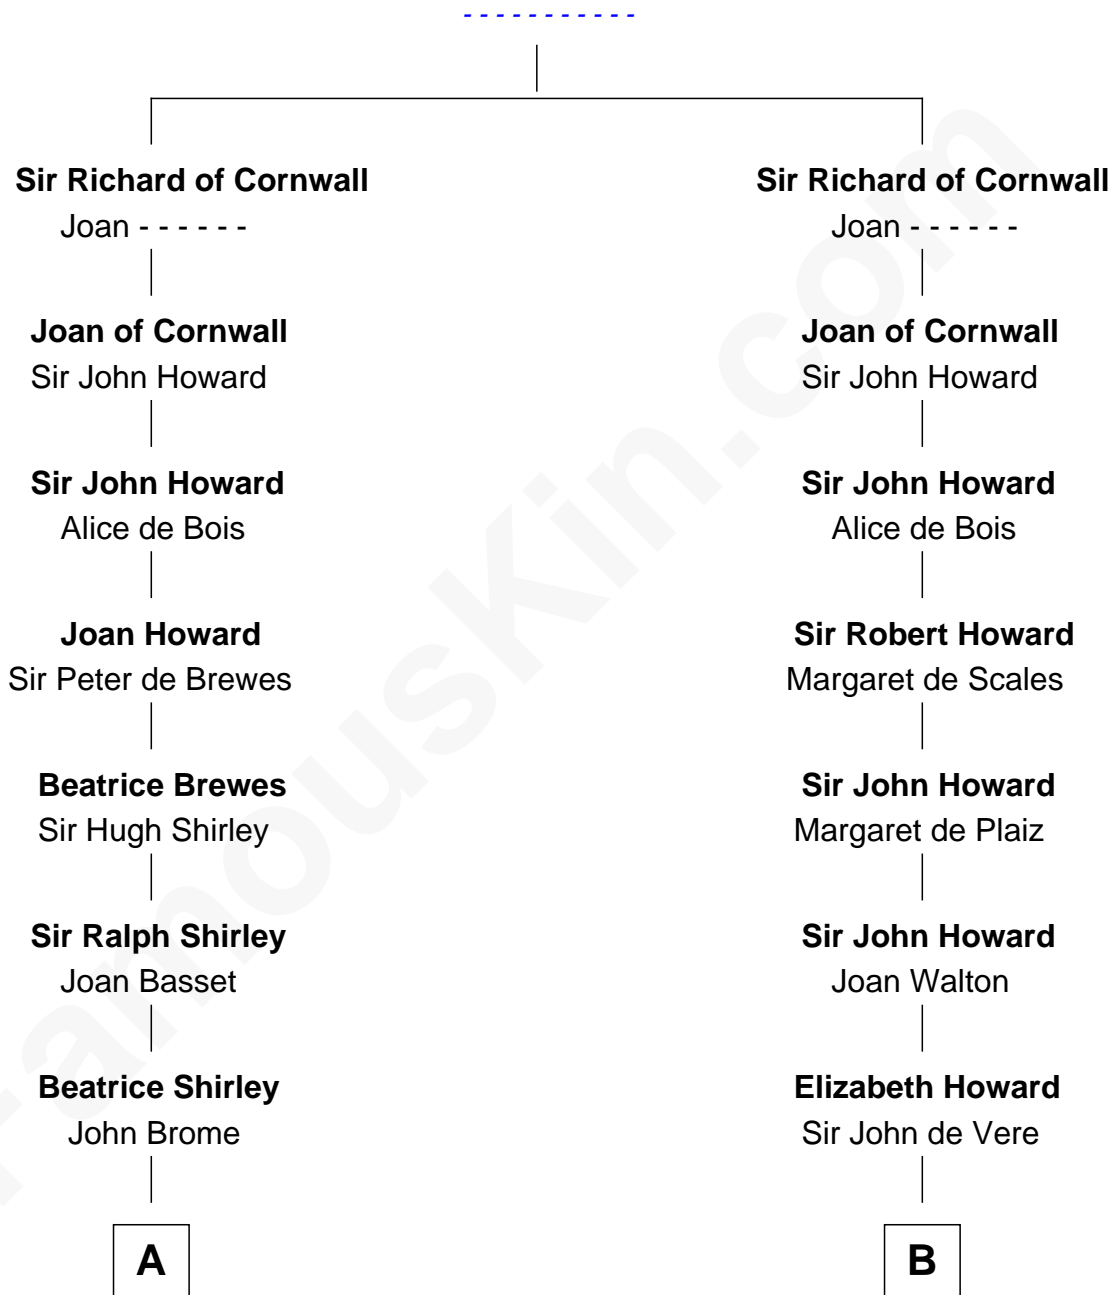 - - - - - - - - - - -
Sir Richard of Cornwall Sir Richard of Cornwall
Joan - - - - - - Joan - - - - - -
Joan of Cornwall Joan of Cornwall
Sir John Howard Sir John Howard
Sir John Howard Sir John Howard
Alice de Bois Alice de Bois
Joan Howard Sir Robert Howard
Sir Peter de Brewes Margaret de Scales
Beatrice Brewes Sir John Howard
Sir Hugh Shirley Margaret de Plaiz
Sir Ralph Shirley Sir John Howard
Joan Basset Joan Walton
Beatrice Shirley Elizabeth Howard
John Brome Sir John de Vere
A B
FamousKin.com